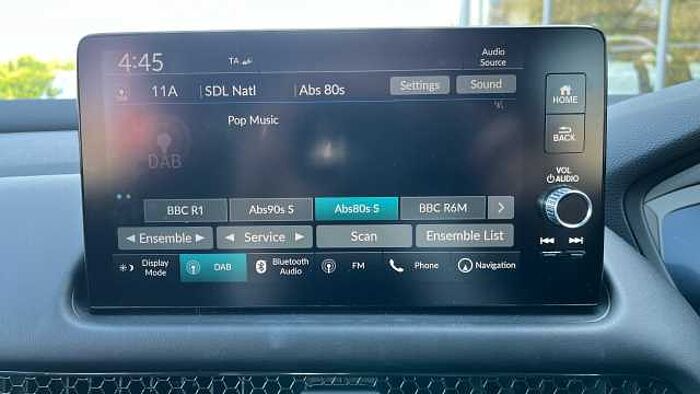 4:45 TA Audio Source
11A SDL Natl Abs 80s Settings Sound
Pop Music
DAB
HOME
BACK
VOL
AUDIO
BBC R1 Abs90s S Abs80s S BBC R6M >
Ensemble Service Scan Ensemble List
Display Mode DAB Bluetooth Audio FM Phone Navigation